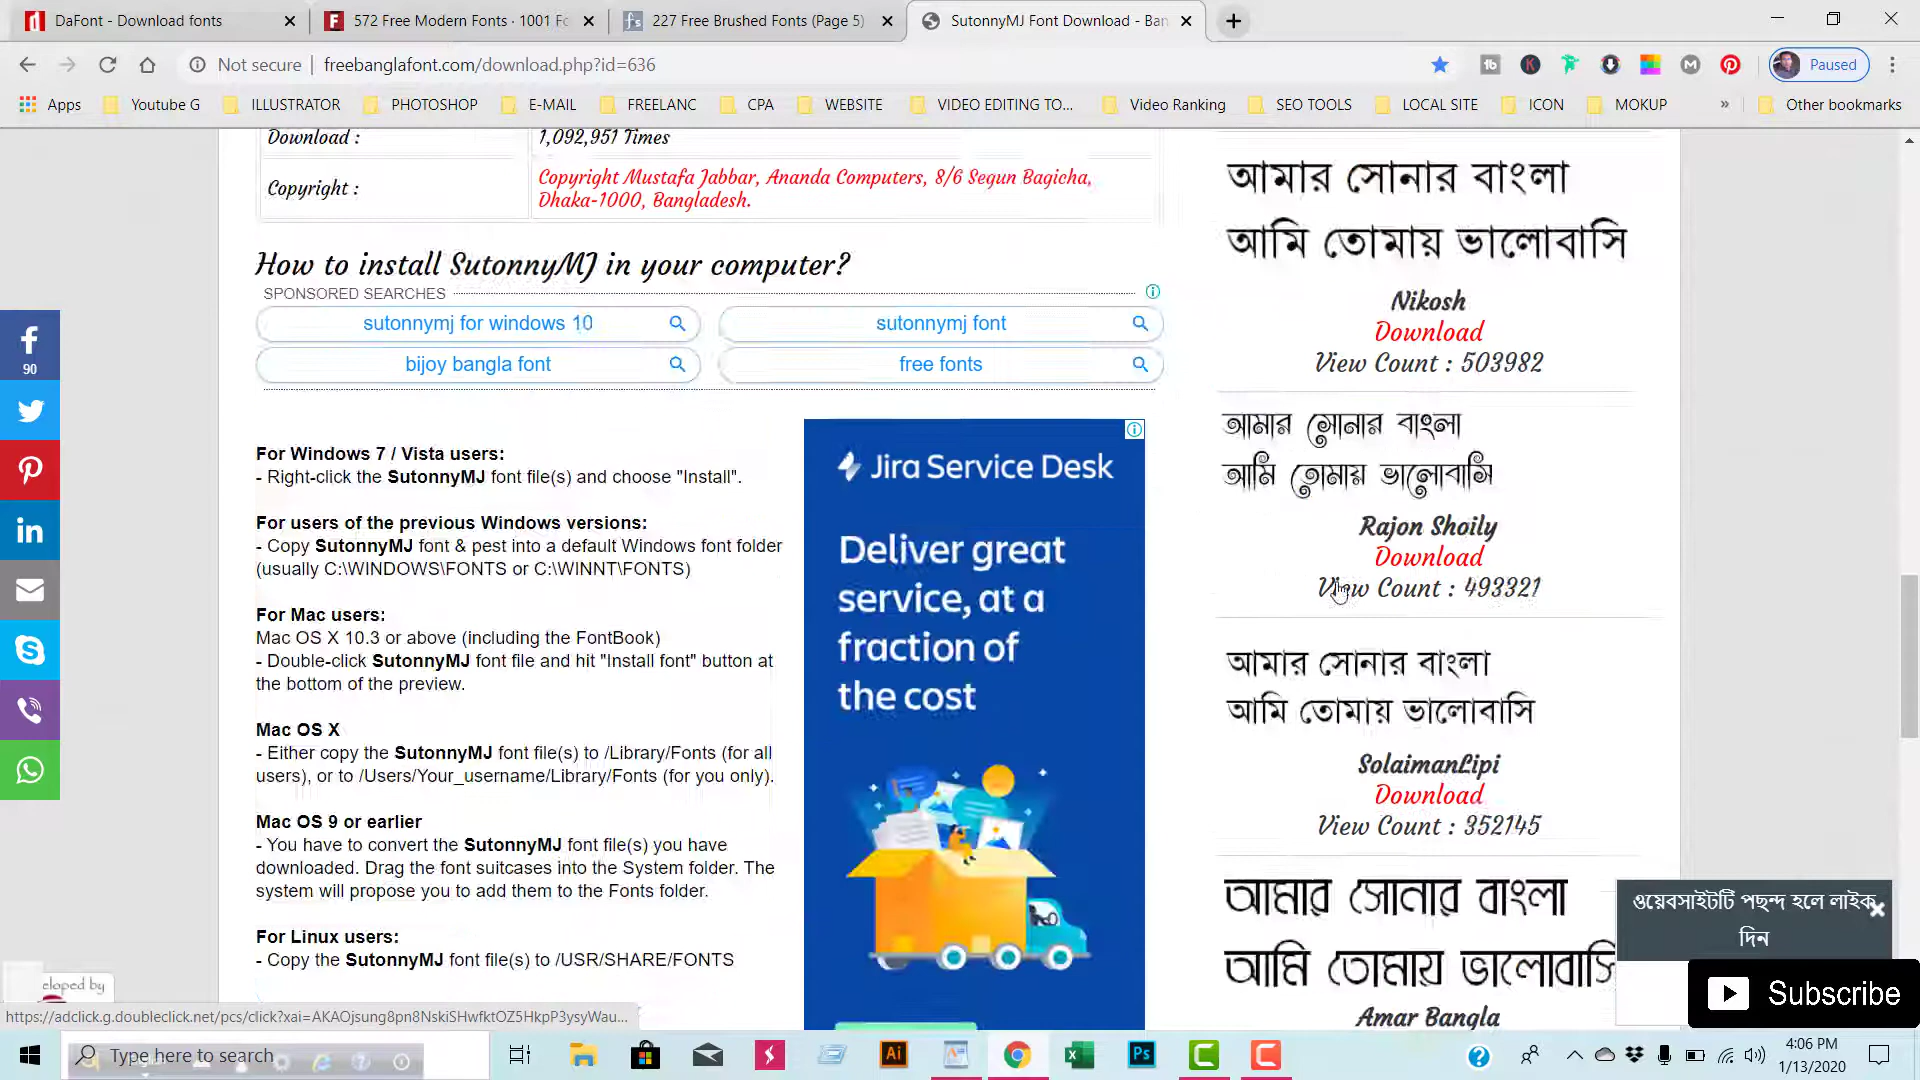 DaFont - Download fonts
572 Free Modern Fonts · 1001 Fo
227 Free Brushed Fonts (Page 5)
SutonnyMJ Font Download - Ban
Not secure
freebanglafont.com/download.php?id=636
Paused
Apps
Youtube G
ILLUSTRATOR
PHOTOSHOP
E-MAIL
FREELANC
CPA
WEBSITE
VIDEO EDITING TO...
Video Ranking
SEO TOOLS
LOCAL SITE
ICON
MOKUP
»
Other bookmarks
Download :
1,092,951 Times
Copyright :
Copyright Mustafa Jabbar, Ananda Computers, 8/6 Segun Bagicha,
Dhaka-1000, Bangladesh.
How to install SutonnyMJ in your computer?
SPONSORED SEARCHES
sutonnymj for windows 10
sutonnymj font
bijoy bangla font
free fonts
90
For Windows 7 / Vista users:
- Right-click the SutonnyMJ font file(s) and choose "Install".
For users of the previous Windows versions:
- Copy SutonnyMJ font & pest into a default Windows font folder
(usually C:\WINDOWS\FONTS or C:\WINNT\FONTS)
For Mac users:
Mac OS X 10.3 or above (including the FontBook)
- Double-click SutonnyMJ font file and hit "Install font" button at
the bottom of the preview.
Mac OS X
- Either copy the SutonnyMJ font file(s) to /Library/Fonts (for all
users), or to /Users/Your_username/Library/Fonts (for you only).
Mac OS 9 or earlier
- You have to convert the SutonnyMJ font file(s) you have
downloaded. Drag the font suitcases into the System folder. The
system will propose you to add them to the Fonts folder.
For Linux users:
- Copy the SutonnyMJ font file(s) to /USR/SHARE/FONTS
Jira Service Desk
Deliver great
service, at a
fraction of
the cost
আমার সোনার বাংলা
আমি তোমায় ভালোবাসি
Nikosh
Download
View Count : 503982
আমার সোনার বাংলা
আমি তোমায় ভালোবাসি
Rajon Shoily
Download
View Count : 493321
আমার সোনার বাংলা
আমি তোমায় ভালোবাসি
SolaimanLipi
Download
View Count : 352145
আমার সোনার বাংলা
আমি তোমায় ভালোবাসি
Amar Bangla
ওয়েবসাইটটি পছন্দ হলে লাইক
দিন
Subscribe
eloped by
https://adclick.g.doubleclick.net/pcs/click?xai=AKAOjsung8pn8NskiSHwfktOZ5HkpP3ysyWau...
Type here to search
4:06 PM
1/13/2020